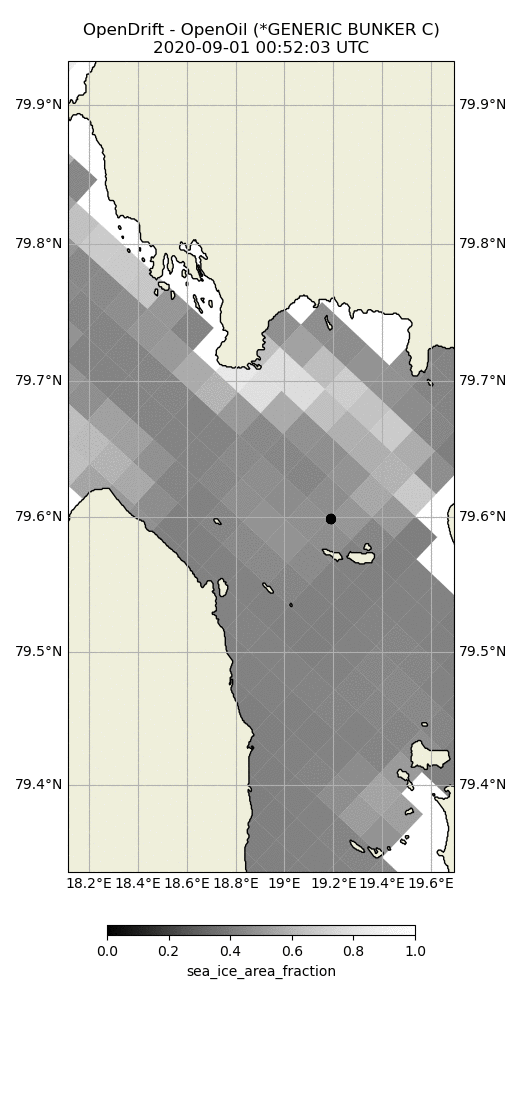 OpenDrift - OpenOil (*GENERIC BUNKER C)
2020-09-01 00:52:03 UTC
79.9°N 79.9°N
79.8°N 79.8°N
79.7°N 79.7°N
79.6°N 79.6°N
79.5°N 79.5°N
79.4°N 79.4°N
18.2°E 18.4°E 18.6°E 18.8°E 19°E 19.2°E 19.4°E 19.6°E
0.0 0.2 0.4 0.6 0.8 1.0
sea_ice_area_fraction